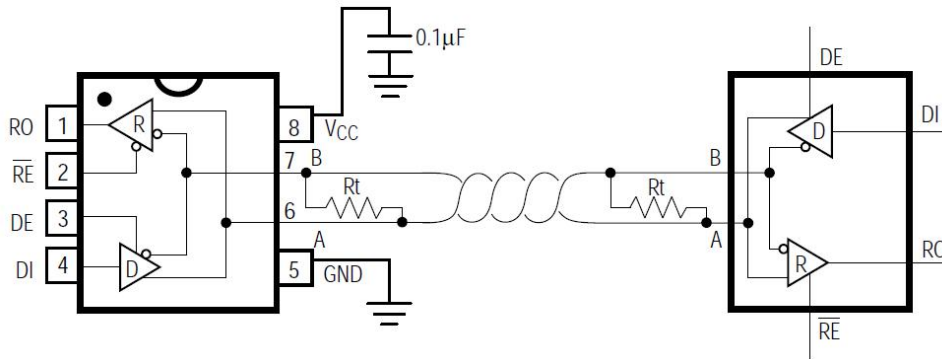 0.1μF
DE
RO 1
R
8 VCC
D
DI
RE 2
7 B
B
Rt
Rt
DE 3
6
A
A
DI 4
D
5 GND
R
RO
RE